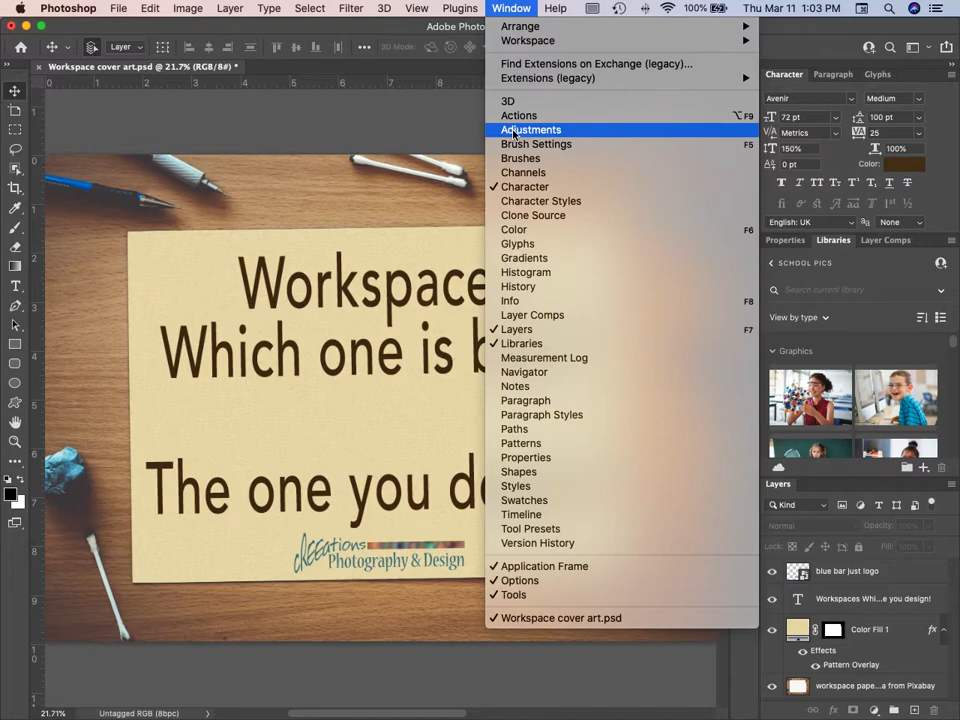 Photoshop File Edit Image Layer Type Select Filter 3D View Plugins Window Help 100% Thu Mar 11 1:03 PM
Adobe Photo
Layer 3D Mode:
Workspace cover art.psd @ 21.7% (RGB/8#) *
Arrange
Workspace
Find Extensions on Exchange (legacy)...
Extensions (legacy)
3D
Actions ⌥F9
Adjustments
Brush Settings F5
Brushes
Channels
Character
Character Styles
Clone Source
Color F6
Glyphs
Gradients
Histogram
History
Info F8
Layer Comps
Layers F7
Libraries
Measurement Log
Navigator
Notes
Paragraph
Paragraph Styles
Paths
Patterns
Properties
Shapes
Styles
Swatches
Timeline
Tool Presets
Version History
Application Frame
Options
Tools
Workspace cover art.psd
Workspace
Which one is b
The one you de
cREEations
Photography & Design
Character Paragraph Glyphs
Avenir Medium
72 pt 100 pt
Metrics 25
150% 100%
0 pt Color:
English: UK None
Properties Libraries Layer Comps
SCHOOL PICS
Search current library
View by type
Graphics
Layers
Kind
Normal Opacity: 100%
Lock: Fill: 100%
blue bar just logo
Workspaces Whi...e you design!
Color Fill 1 fx
Effects
Pattern Overlay
workspace pape...a from Pixabay
21.71% Untagged RGB (8bpc)